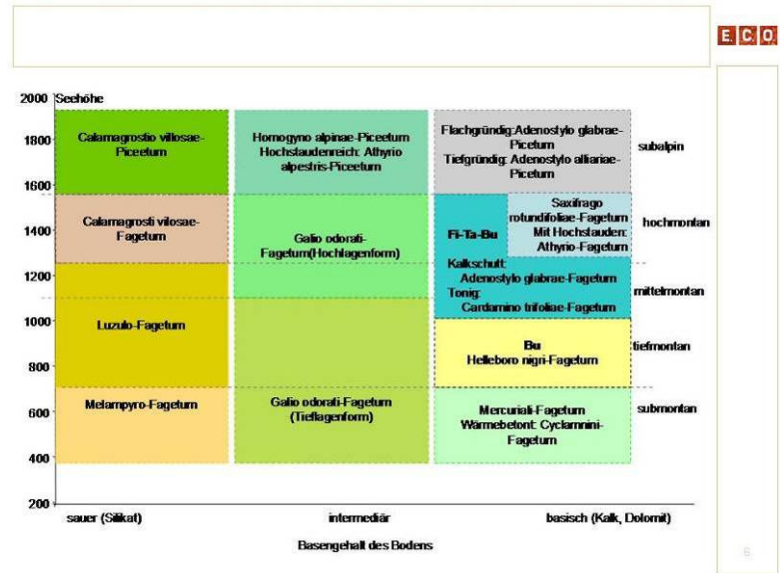 E.C.O.
2000 Seehöhe
1800
1600
1400
1200
1000
800
600
400
200
Calamagrostio villosae-
Piceetum
Calamagrosti vilosae-
Fagetum
Luzulo-Fagetum
Melampyro-Fagetum
Homogyno alpinae-Piceetum
Hochstaudenreich: Athyrio
alpestris-Piceetum
Galio odorati-
Fagetum(Hochlagenform)
Galio odorati-Fagetum
(Tieflagenform)
Flachgründig:Adenostylo glabrae-
Picetum
Tiefgründig: Adenostylo alliariae-
Picetum
Saxifrago
rotundifoliae-Fagetum
Mit Hochstauden:
Athyrio-Fagetum
Fi-Ta-Bu
Kalkschutt:
Adenostylo glabrae-Fagetum
Tonig:
Cardamino trifoliae-Fagetum
Bu
Helleboro nigri-Fagetum
Mercuriali-Fagetum
Wärmebetont: Cyclamnini-
Fagetum
subalpin
hochmontan
mittelmontan
tiefmontan
submontan
sauer (Silikat)
intermediär
basisch (Kalk, Dolomit)
Basengehalt des Bodens